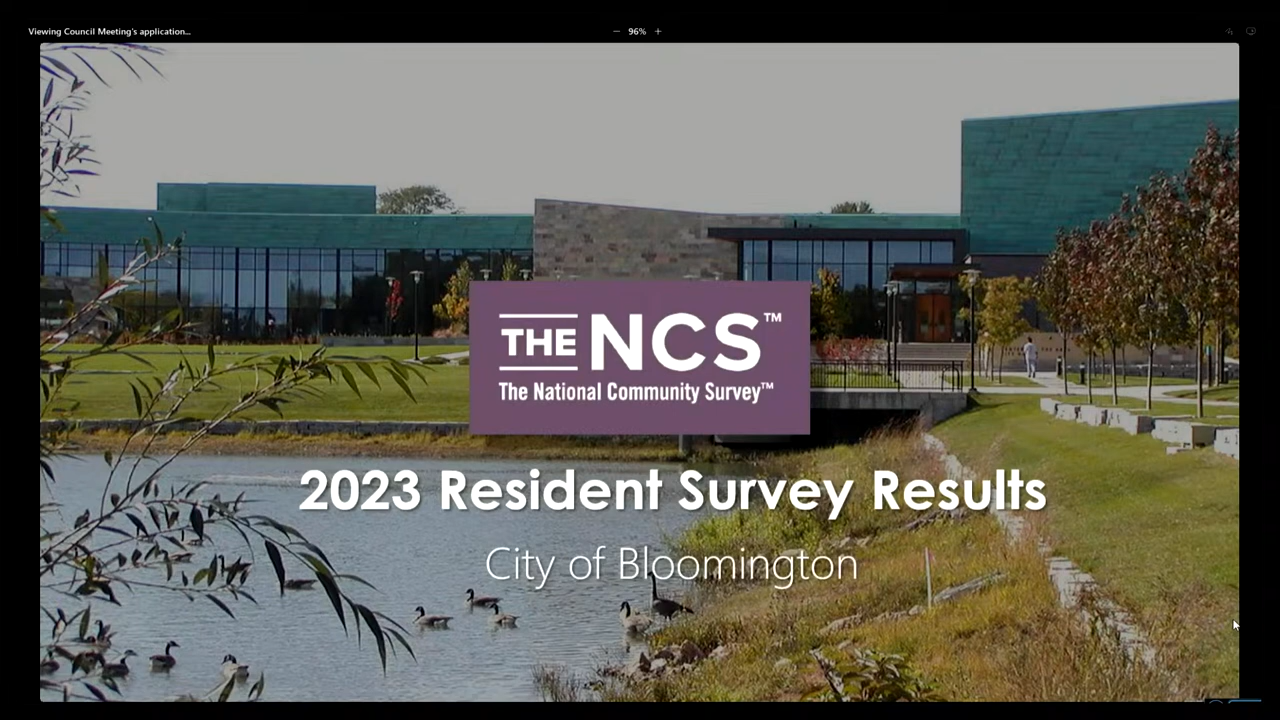 Viewing Council Meeting's application...
− 96% +
THE NCS™
The National Community Survey™
2023 Resident Survey Results
City of Bloomington